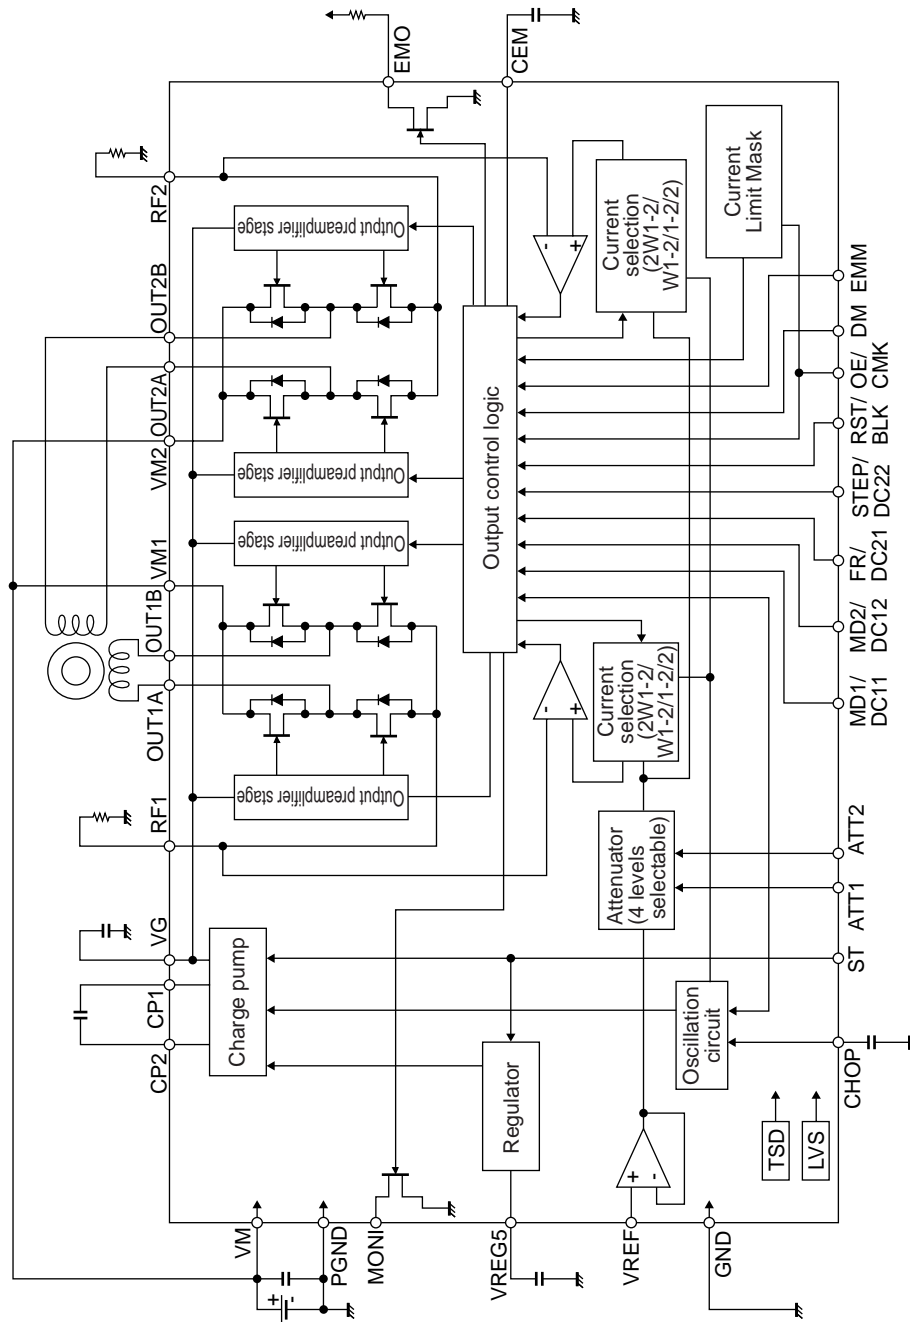 VM
PGND
MONI
VREG5
VREF
GND
+
-
CP2
CP1
VG
RF1
OUT1A
OUT1B
VM1
VM2
OUT2A
OUT2B
RF2
EMO
CEM
Charge pump
Regulator
+
-
TSD
LVS
Oscillation
circuit
Attenuator
(4 levels
selectable)
Current
selection
(2W1-2/
W1-2/1-2/2)
+
-
Output preamplifier stage
Output preamplifier stage
Output preamplifier stage
Output preamplifier stage
Output control logic
+
-
Current
selection
(2W1-2/
W1-2/1-2/2)
Current
Limit Mask
CHOP
ST
ATT1
ATT2
MD1/
DC11
MD2/
DC12
FR/
DC21
STEP/
DC22
RST/
BLK
OE/
CMK
DM
EMM